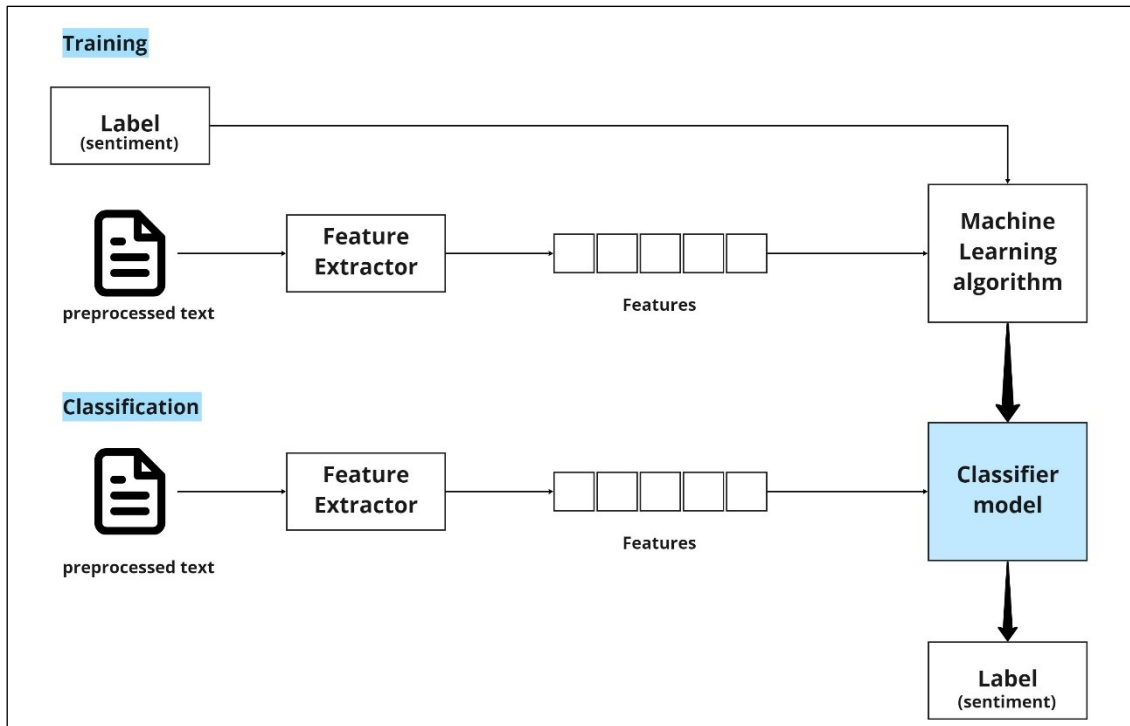 Training
Label
(sentiment)
preprocessed text
Feature
Extractor
Features
Machine
Learning
algorithm
Classification
preprocessed text
Feature
Extractor
Features
Classifier
model
Label
(sentiment)